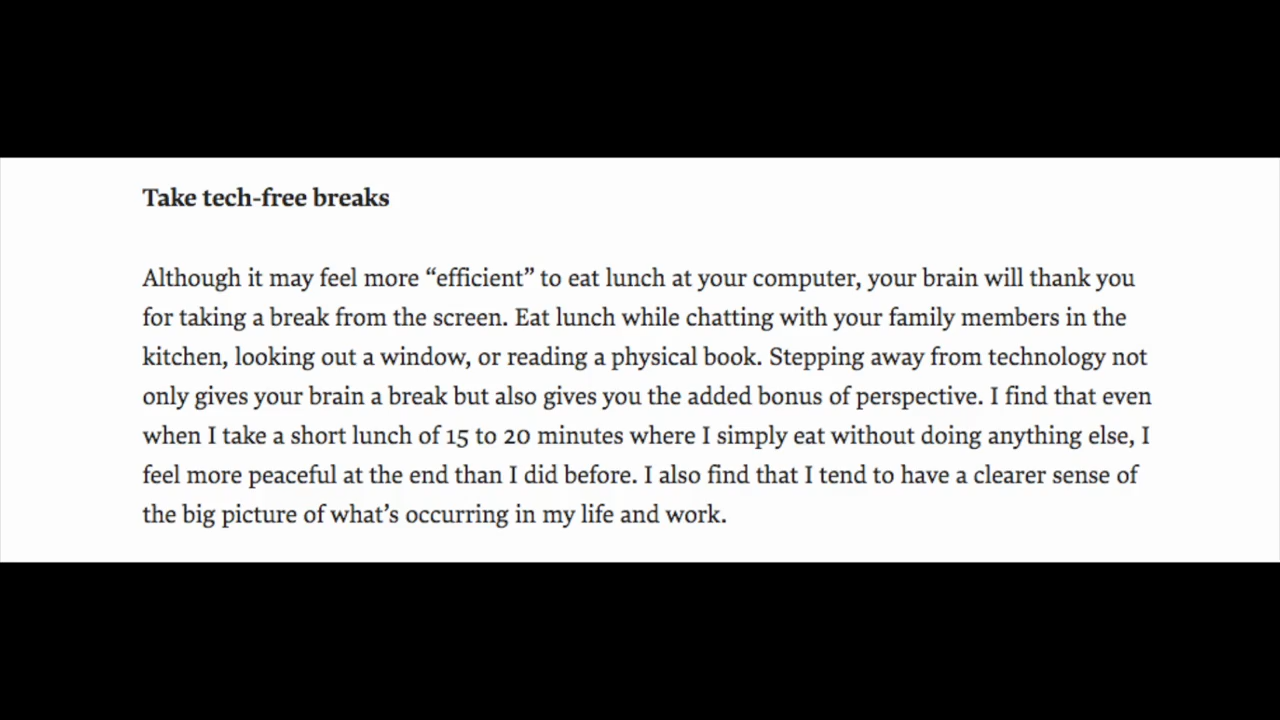 Take tech-free breaks
Although it may feel more “efficient” to eat lunch at your computer, your brain will thank you
for taking a break from the screen. Eat lunch while chatting with your family members in the
kitchen, looking out a window, or reading a physical book. Stepping away from technology not
only gives your brain a break but also gives you the added bonus of perspective. I find that even
when I take a short lunch of 15 to 20 minutes where I simply eat without doing anything else, I
feel more peaceful at the end than I did before. I also find that I tend to have a clearer sense of
the big picture of what’s occurring in my life and work.